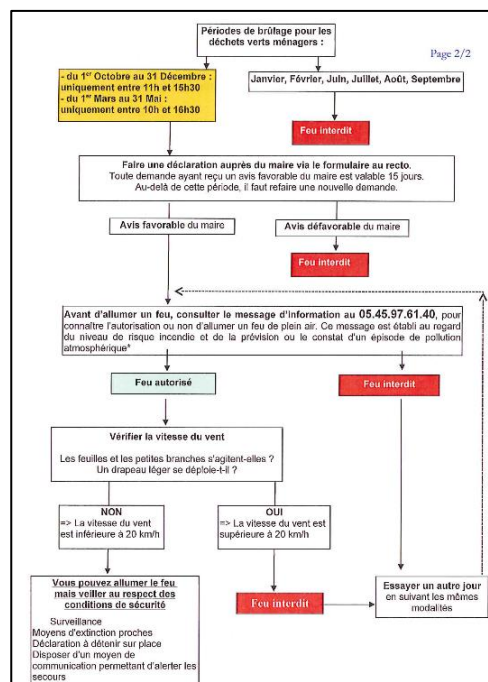 Périodes de brûlage pour les
déchets verts ménagers :
Page 2/2
- du 1er Octobre au 31 Décembre :
uniquement entre 11h et 15h30
- du 1er Mars au 31 Mai :
uniquement entre 10h et 16h30
Janvier, Février, Juin, Juillet, Août, Septembre
Feu interdit
Faire une déclaration auprès du maire via le formulaire au recto.
Toute demande ayant reçu un avis favorable du maire est valable 15 jours.
Au-delà de cette période, il faut refaire une nouvelle demande.
Avis favorable du maire
Avis défavorable du maire
Feu interdit
Avant d'allumer un feu, consulter le message d'information au 05.45.97.61.40, pour
connaître l'autorisation ou non d'allumer un feu de plein air. Ce message est établi au regard
du niveau de risque incendie et de la prévision ou le constat d'un épisode de pollution
atmosphérique*
Feu autorisé
Feu interdit
Vérifier la vitesse du vent
Les feuilles et les petites branches s'agitent-elles ?
Un drapeau léger se déploie-t-il ?
NON
=> La vitesse du vent
est inférieure à 20 km/h
OUI
=> La vitesse du vent est
supérieure à 20 km/h
Vous pouvez allumer le feu
mais veiller au respect des
conditions de sécurité
Surveillance
Moyens d'extinction proches
Déclaration à détenir sur place
Disposer d'un moyen de
communication permettant d'alerter les
secours
Feu interdit
Essayer un autre jour
en suivant les mêmes
modalités